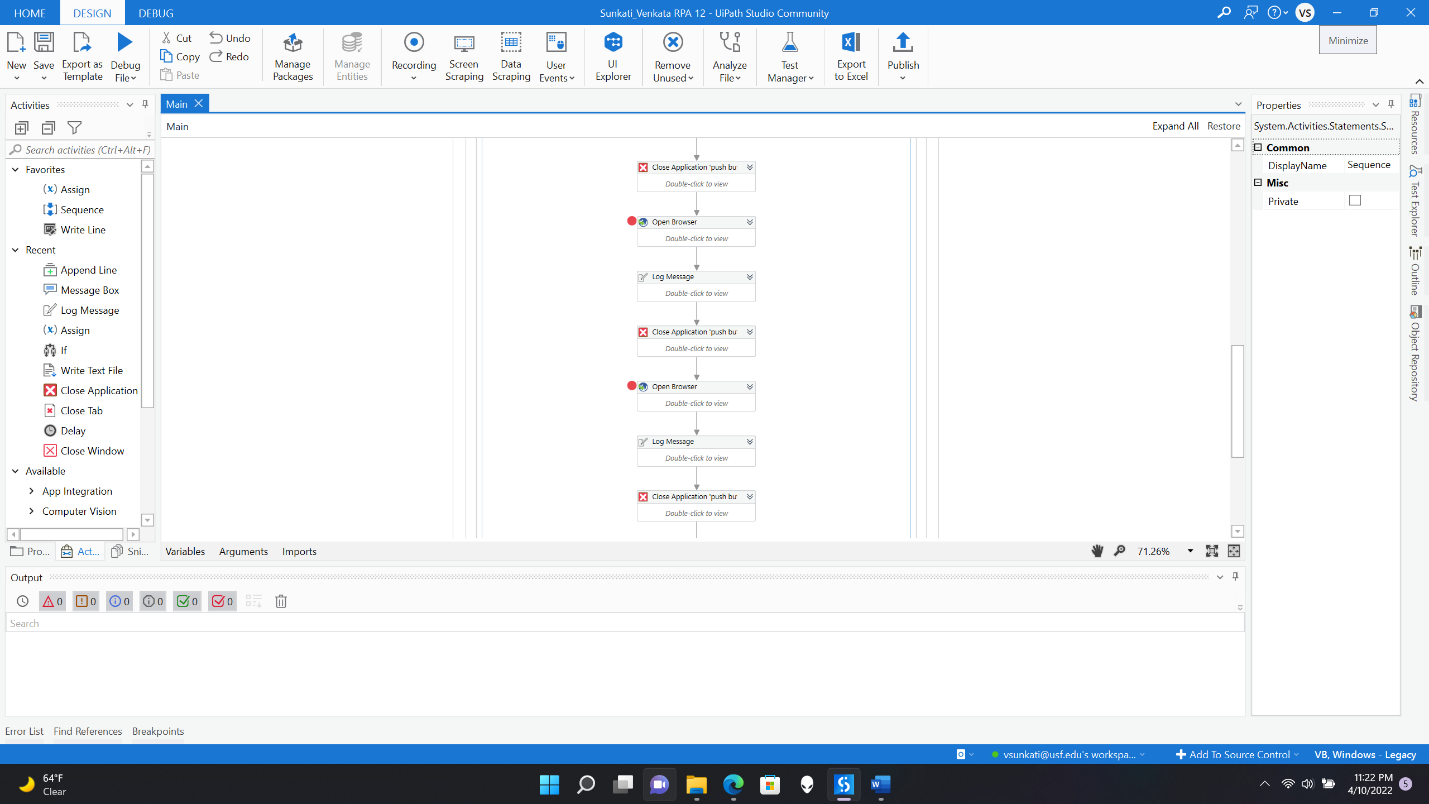 HOME DESIGN DEBUG Sunkati_Venkata RPA 12 - UiPath Studio Community VS
Minimize
New Save Export as Template Debug File Cut Copy Paste Undo Redo Manage Packages Manage Entities Recording Screen Scraping Data Scraping User Events UI Explorer Remove Unused Analyze File Test Manager Export to Excel Publish
Activities
Search activities (Ctrl+Alt+F)
Favorites
Assign
Sequence
Write Line
Recent
Append Line
Message Box
Log Message
Assign
If
Write Text File
Close Application
Close Tab
Delay
Close Window
Available
App Integration
Computer Vision
Pro... Act... Sni...
Main
Main Expand All Restore
Close Application 'push bu
Double-click to view
Open Browser
Double-click to view
Log Message
Double-click to view
Close Application 'push bu
Double-click to view
Open Browser
Double-click to view
Log Message
Double-click to view
Close Application 'push bu
Double-click to view
Variables Arguments Imports 71.26%
Properties
System.Activities.Statements.S...
Common
DisplayName Sequence
Misc
Private
Resources
Test Explorer
Outline
Object Repository
Output
0 0 0 0 0 0
Search
Error List Find References Breakpoints
vsunkati@usf.edu's workspa... Add To Source Control VB, Windows - Legacy
64°F
Clear
11:22 PM
4/10/2022
5